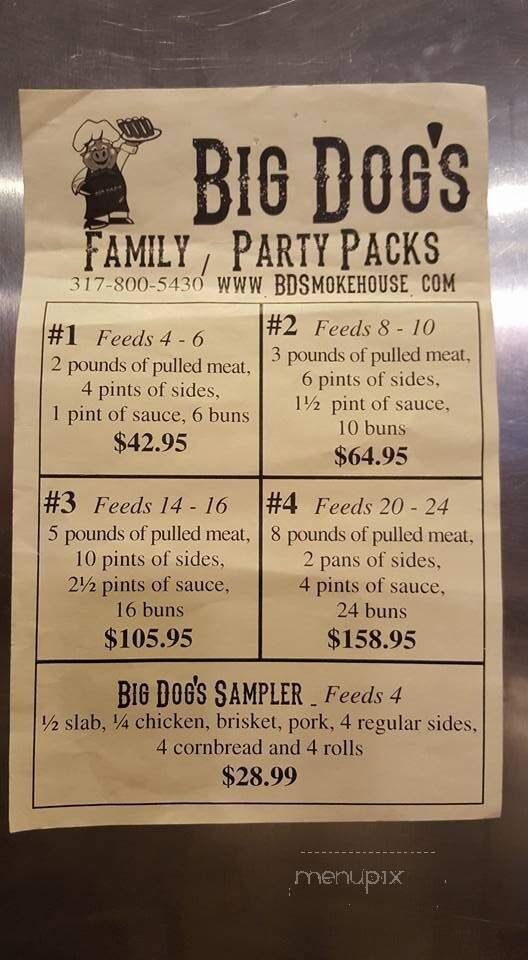 BIG DOG'S
FAMILY / PARTY PACKS
317-800-5430 WWW.BDSMOKEHOUSE.COM
#1 Feeds 4 - 6
2 pounds of pulled meat,
4 pints of sides,
1 pint of sauce, 6 buns
$42.95
#2 Feeds 8 - 10
3 pounds of pulled meat,
6 pints of sides,
1½ pint of sauce,
10 buns
$64.95
#3 Feeds 14 - 16
5 pounds of pulled meat,
10 pints of sides,
2½ pints of sauce,
16 buns
$105.95
#4 Feeds 20 - 24
8 pounds of pulled meat,
2 pans of sides,
4 pints of sauce,
24 buns
$158.95
BIG DOG'S SAMPLER - Feeds 4
½ slab, ¼ chicken, brisket, pork, 4 regular sides,
4 cornbread and 4 rolls
$28.99
menupix